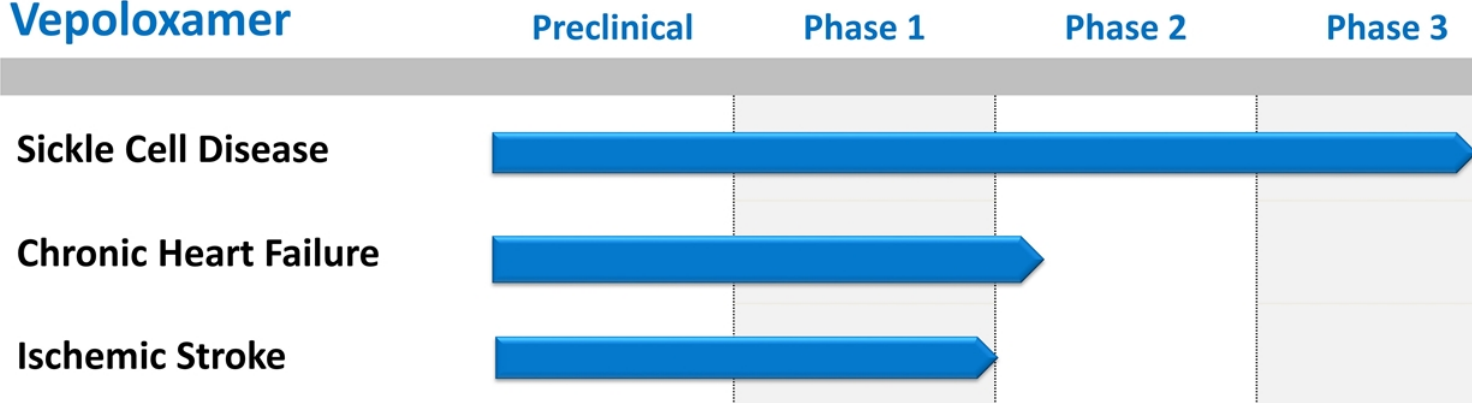 Vepoloxamer
Preclinical Phase 1 Phase 2 Phase 3
Sickle Cell Disease
Chronic Heart Failure
Ischemic Stroke